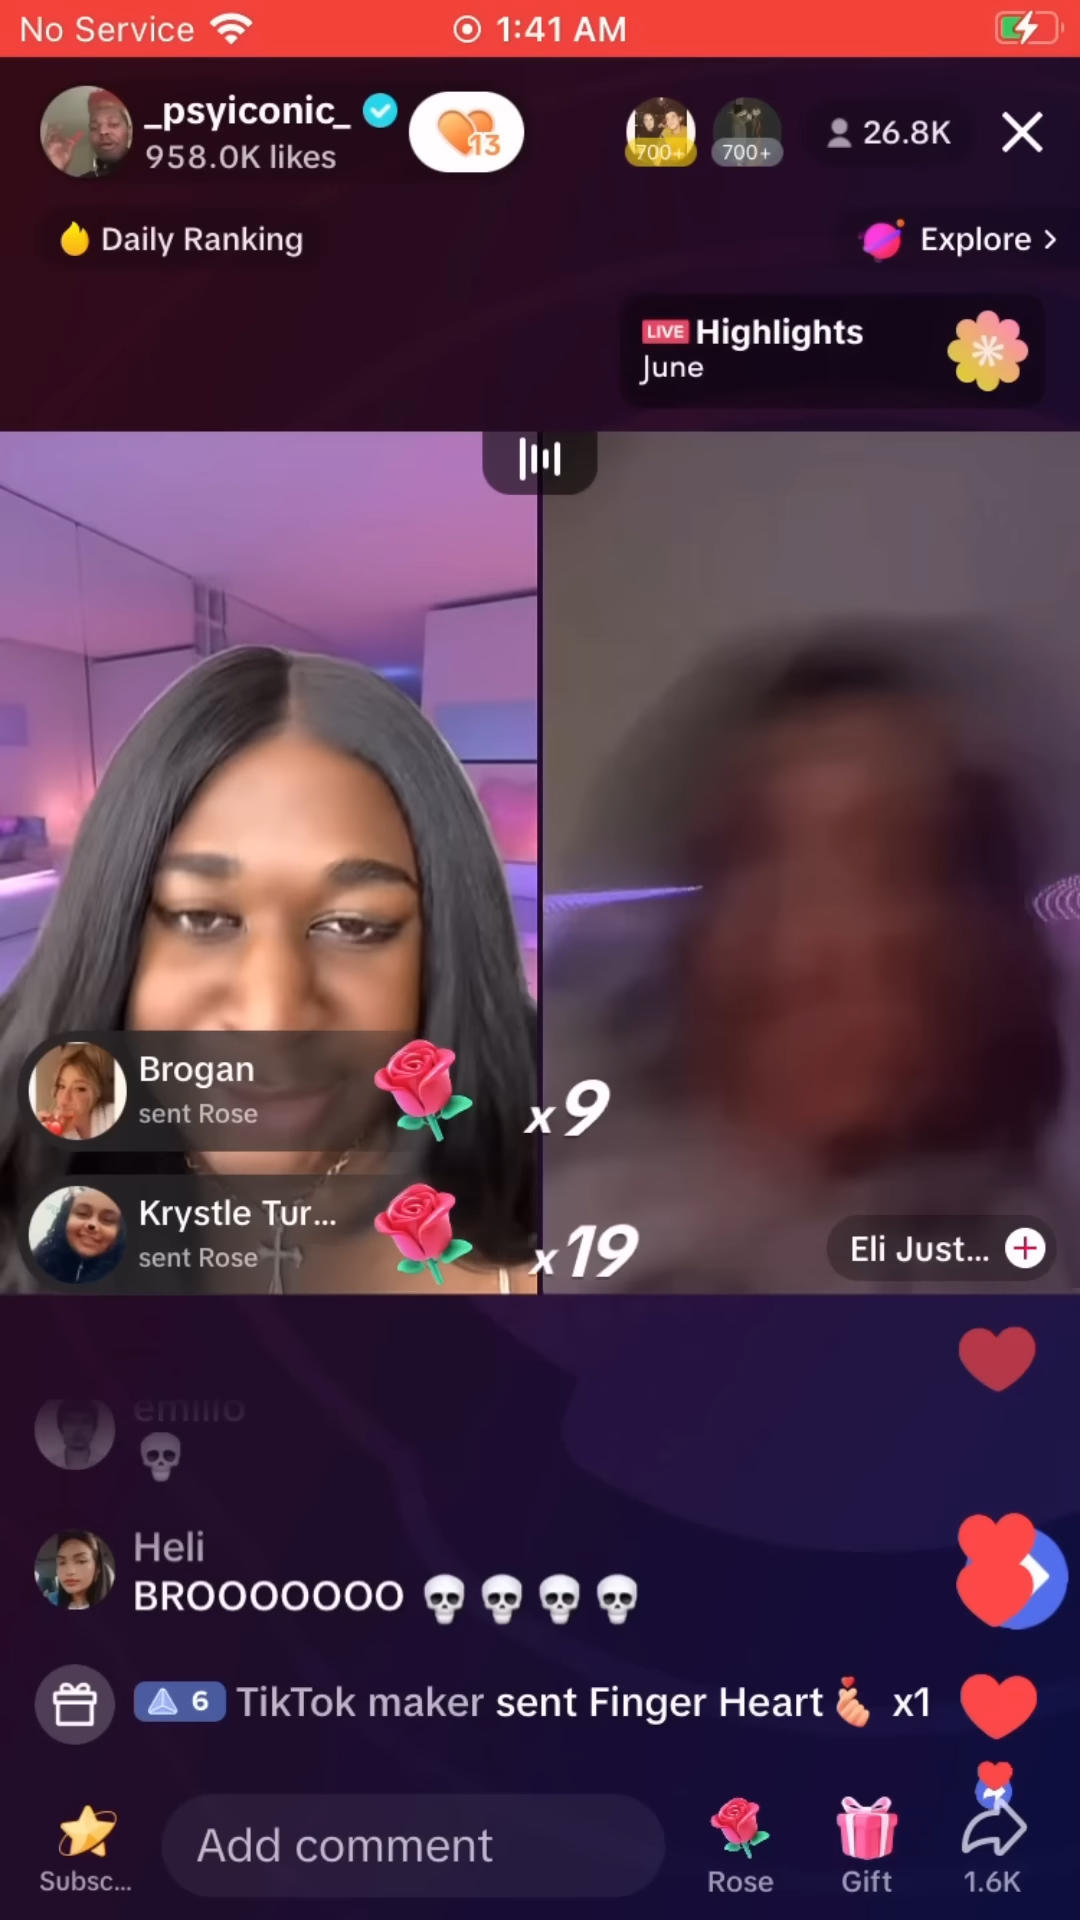 No Service 1:41 AM
_psyiconic_
958.0K likes
13
700+ 700+
26.8K
Daily Ranking
Explore
LIVE Highlights
June
Brogan
sent Rose
x9
Krystle Tur...
sent Rose
x19
Eli Just...
emilio
Heli
BROOOOOOO
6 TikTok maker sent Finger Heart x1
Subsc...
Add comment
Rose
Gift
1.6K